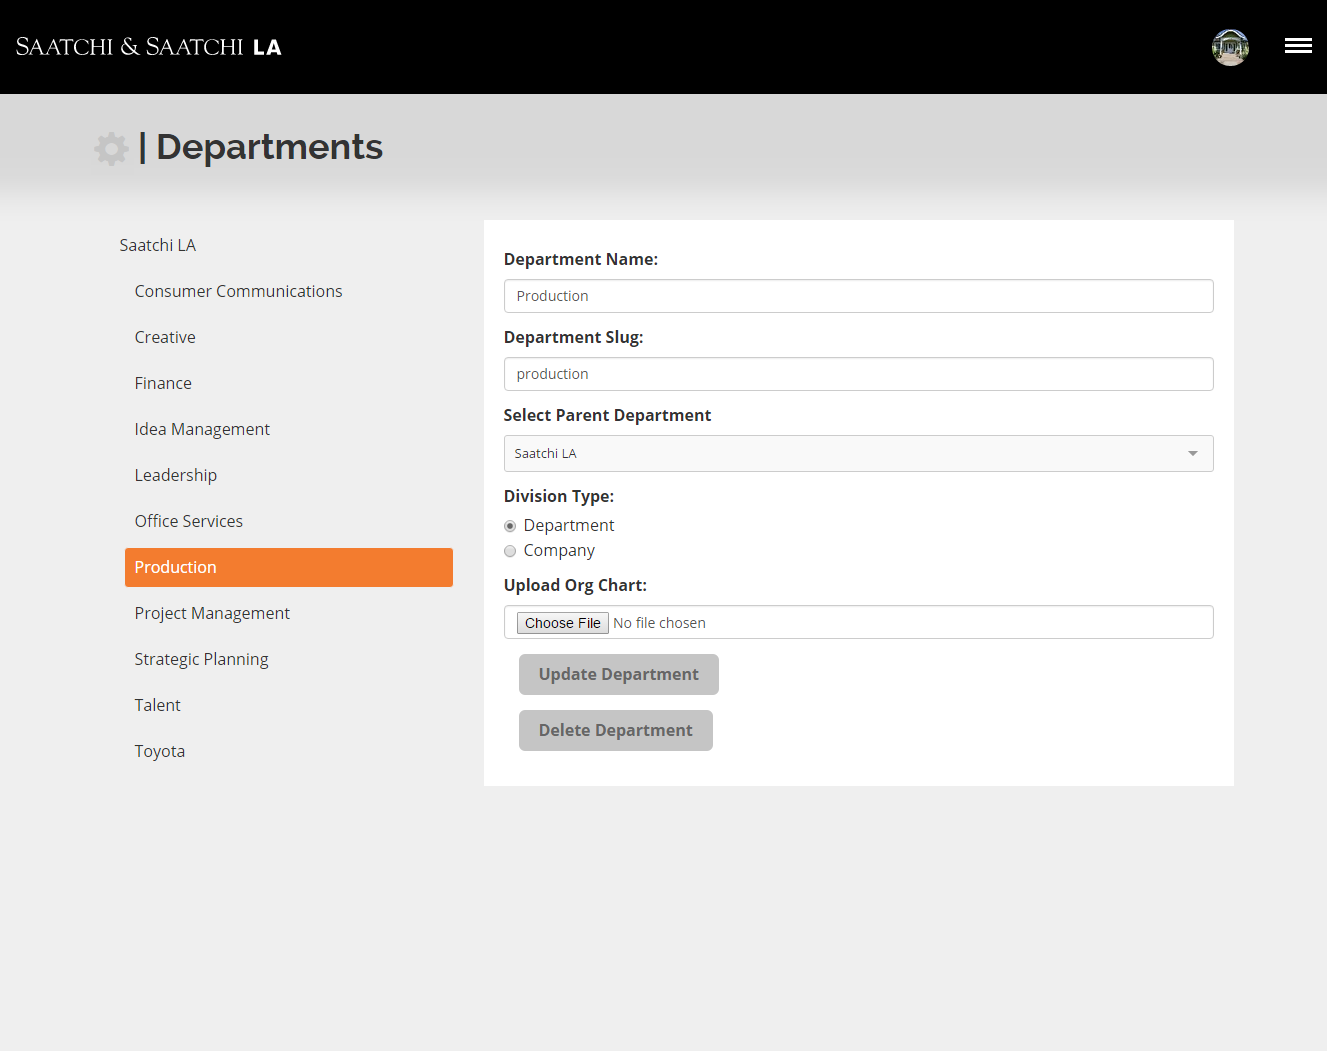 SAATCHI & SAATCHI LA
| Departments
Saatchi LA
Consumer Communications
Creative
Finance
Idea Management
Leadership
Office Services
Production
Project Management
Strategic Planning
Talent
Toyota
Department Name:
Production
Department Slug:
production
Select Parent Department
Saatchi LA
Division Type:
Department
Company
Upload Org Chart:
Choose File No file chosen
Update Department
Delete Department